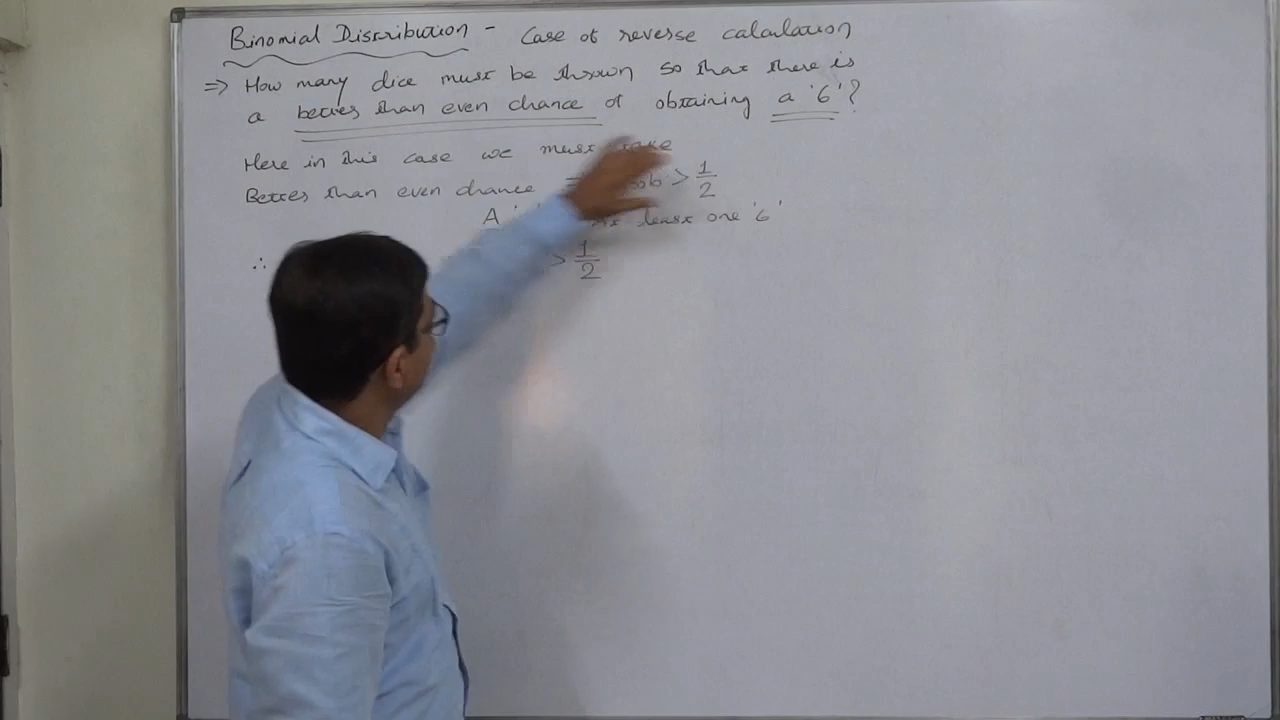 Binomial Distribution - Case of reverse calculation
⇒ How many dice must be thrown so that there is
a better than even chance of obtaining a '6'?
Here in this case we must
Better than even chance > 1/2
A least one '6'
∴ > 1/2